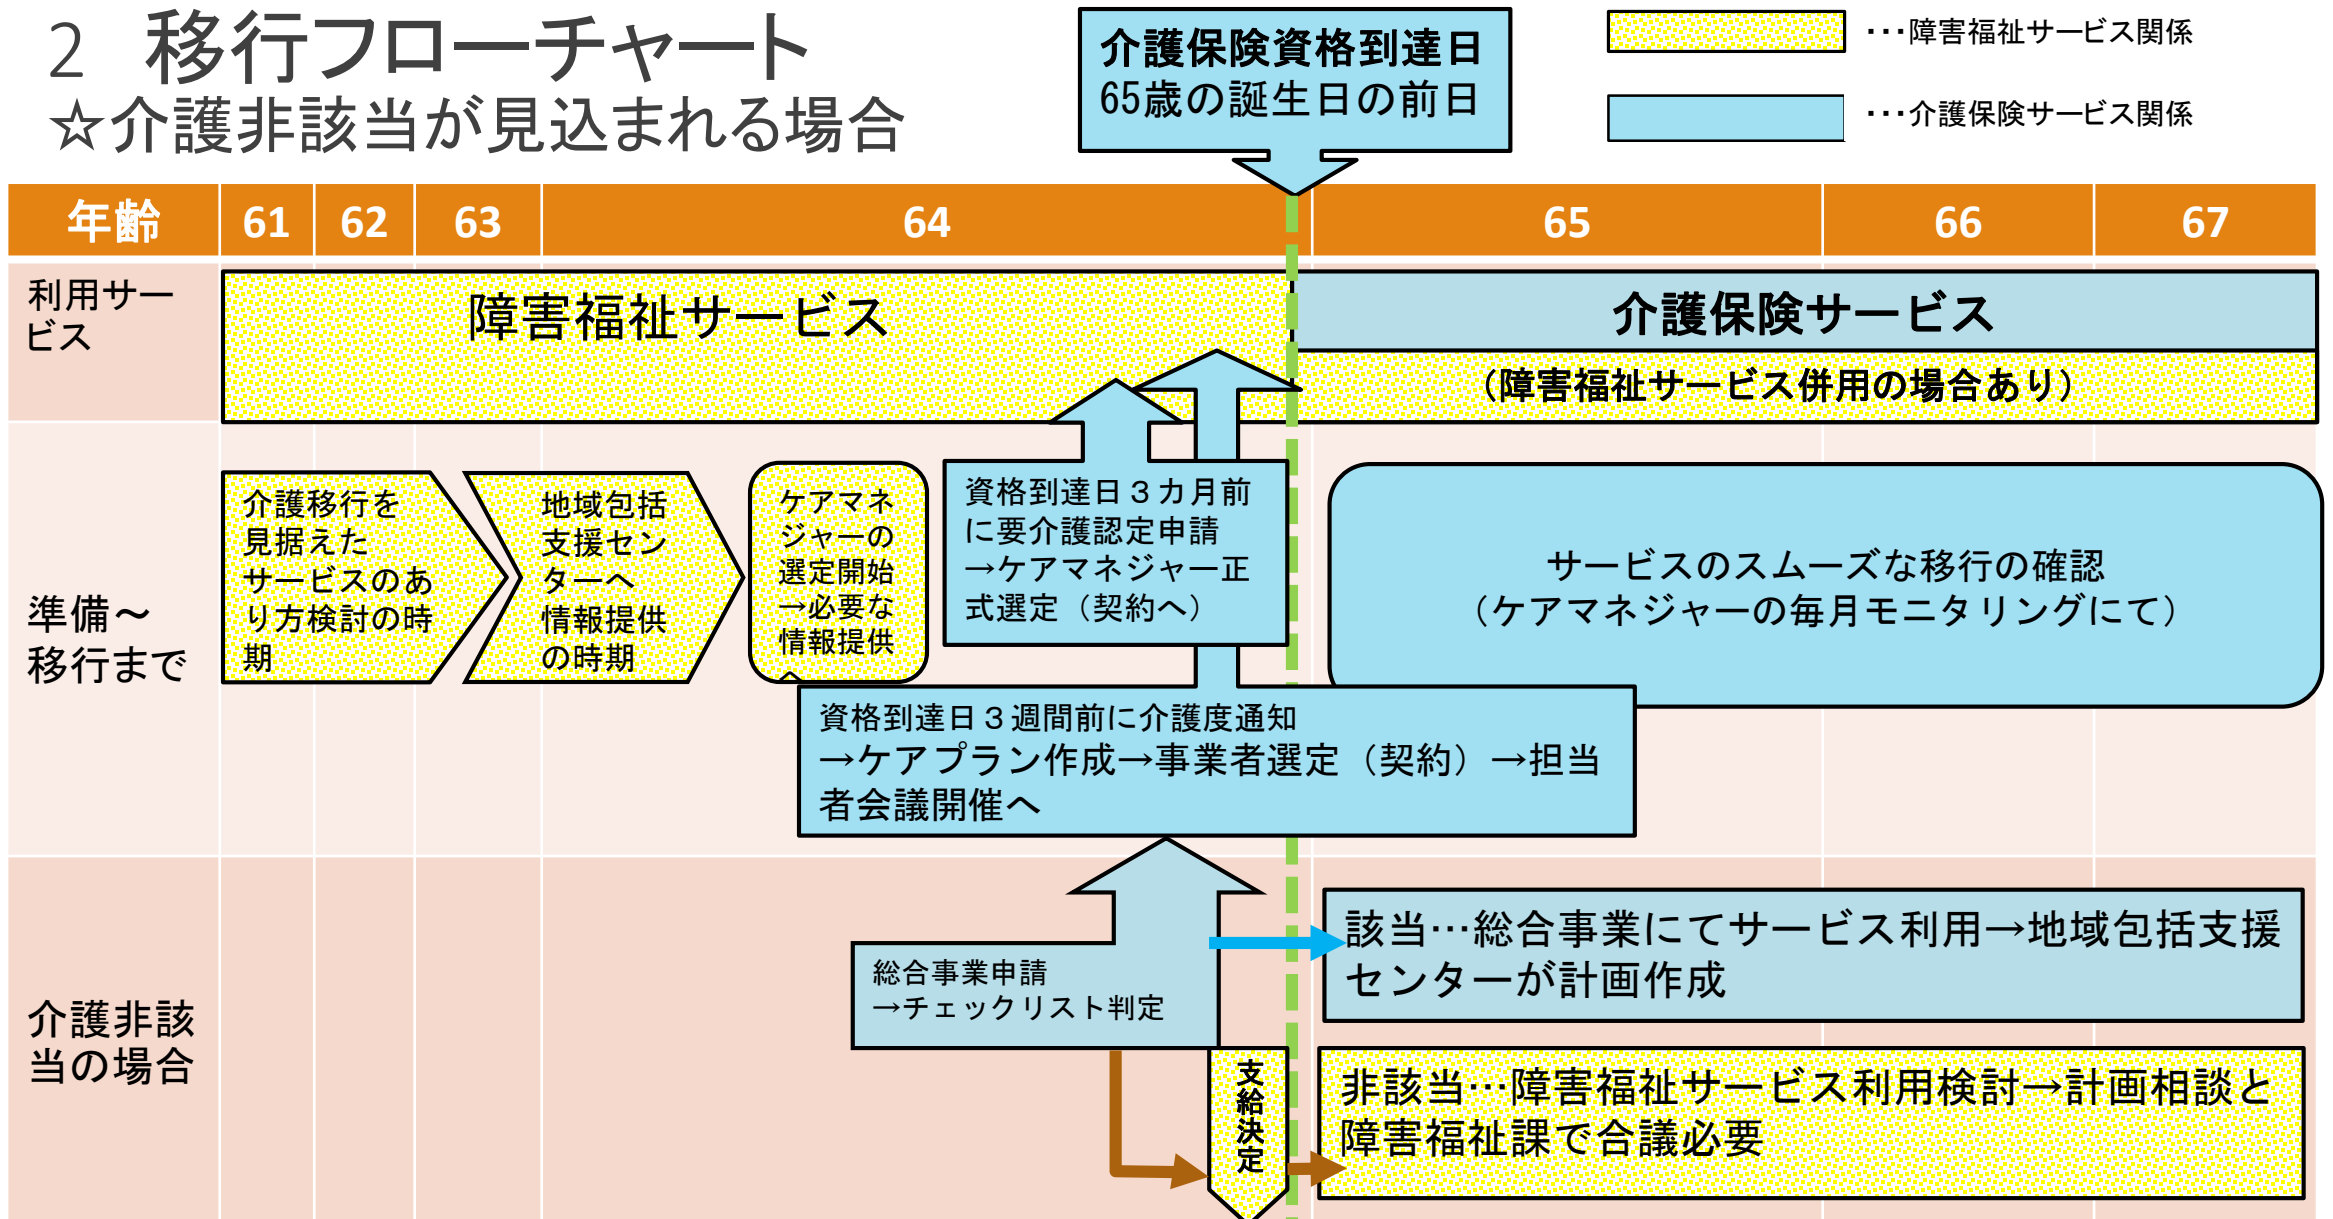 2　移行フローチャート
☆介護非該当が見込まれる場合
介護保険資格到達日
65歳の誕生日の前日
･･･障害福祉サービス関係
･･･介護保険サービス関係
年齢 61 62 63 64 65 66 67
利用サー
ビス
障害福祉サービス
介護保険サービス
（障害福祉サービス併用の場合あり）
準備～
移行まで
介護移行を
見据えた
サービスのあ
り方検討の時
期
地域包括
支援セン
ターへ
情報提供
の時期
ケアマネ
ジャーの
選定開始
→必要な
情報提供
へ
資格到達日３カ月前
に要介護認定申請
→ケアマネジャー正
式選定（契約へ）
サービスのスムーズな移行の確認
（ケアマネジャーの毎月モニタリングにて）
資格到達日３週間前に介護度通知
→ケアプラン作成→事業者選定（契約）→担当
者会議開催へ
介護非該
当の場合
総合事業申請
→チェックリスト判定
該当…総合事業にてサービス利用→地域包括支援
センターが計画作成
支給決定
非該当…障害福祉サービス利用検討→計画相談と
障害福祉課で合議必要